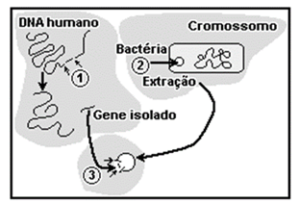 DNA humano
Cromossomo
Bactéria
1
2
Extração
Gene isolado
3